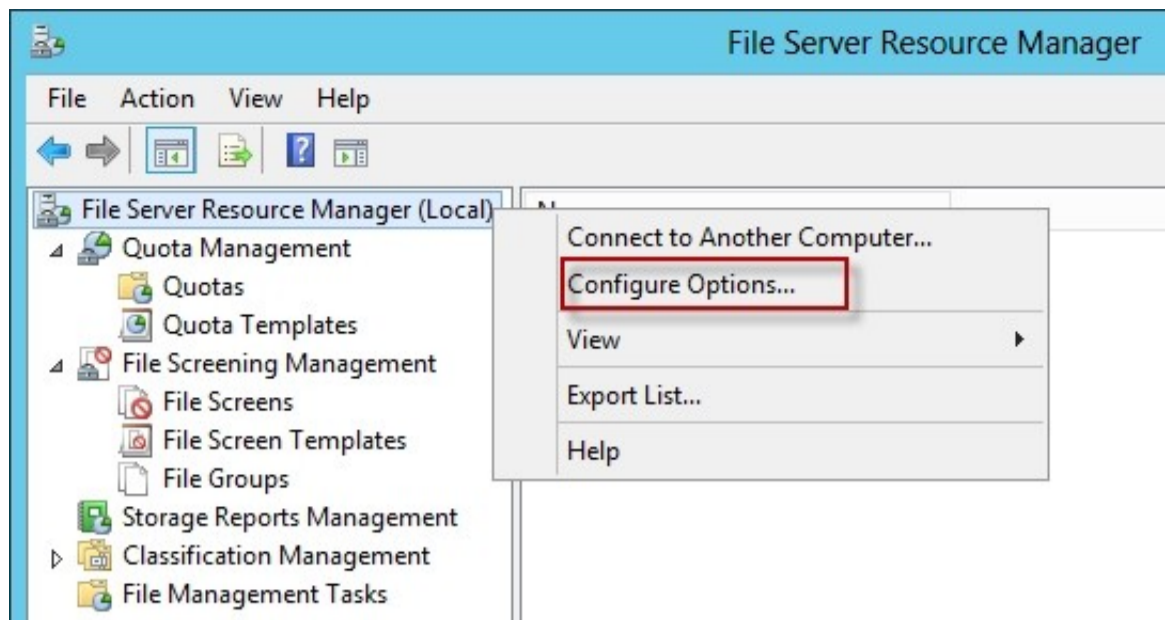 File Server Resource Manager
File Action View Help
File Server Resource Manager (Local)
Quota Management
Quotas
Quota Templates
File Screening Management
File Screens
File Screen Templates
File Groups
Storage Reports Management
Classification Management
File Management Tasks
Connect to Another Computer...
Configure Options...
View
Export List...
Help